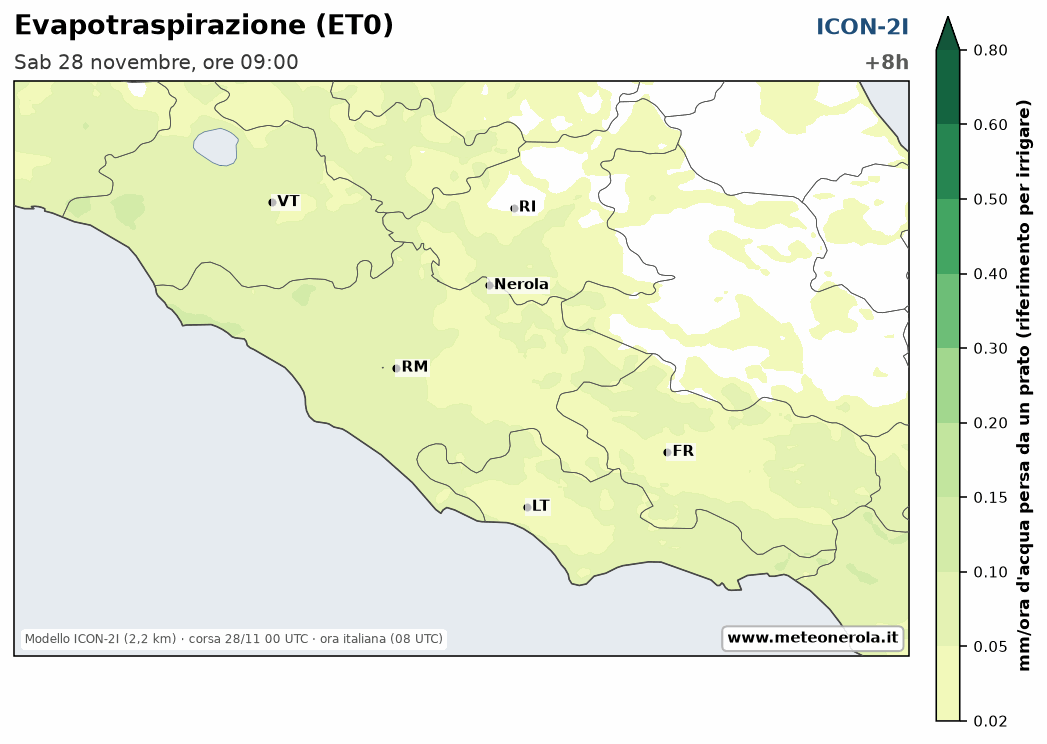 Evapotraspirazione (ET0)
ICON-2I
Sab 28 novembre, ore 09:00
+8h
VT
RI
Nerola
RM
FR
LT
Modello ICON-2I (2,2 km) · corsa 28/11 00 UTC · ora italiana (08 UTC)
www.meteonerola.it
0.80
0.60
0.50
0.40
0.30
0.20
0.15
0.10
0.05
0.02
mm/ora d'acqua persa da un prato (riferimento per irrigare)